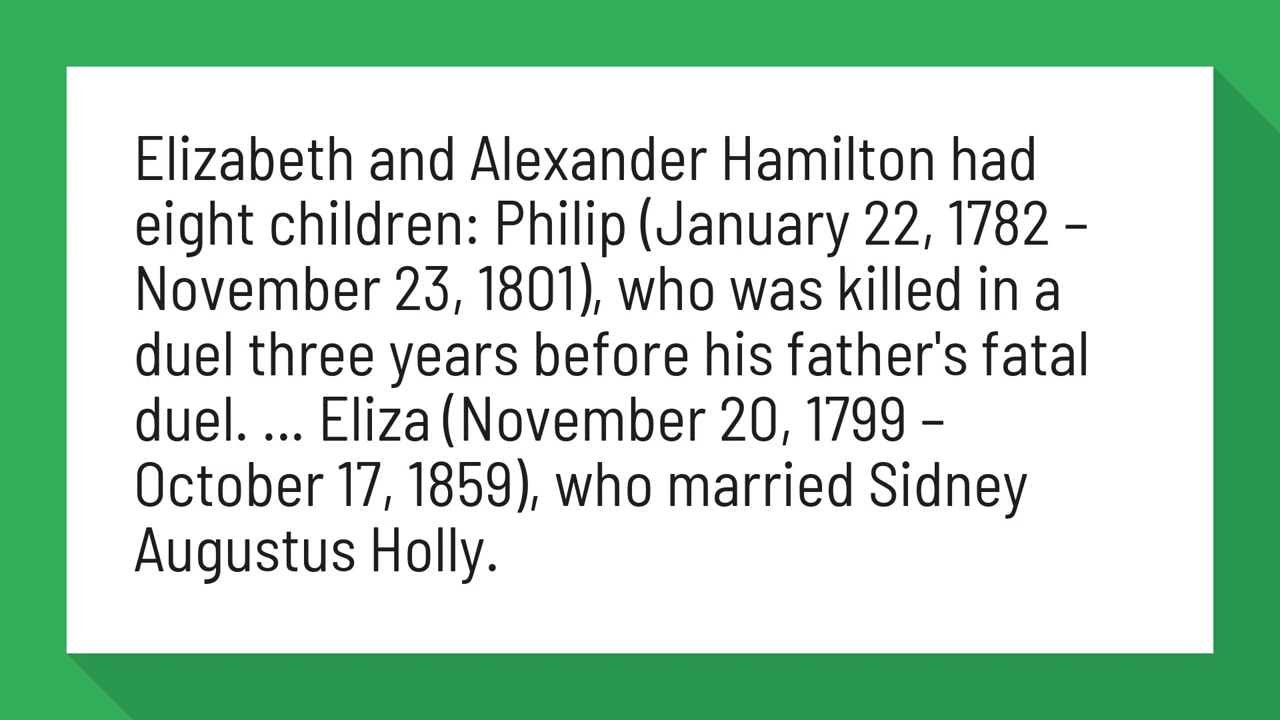 Elizabeth and Alexander Hamilton had
eight children: Philip (January 22, 1782 –
November 23, 1801), who was killed in a
duel three years before his father's fatal
duel. ... Eliza (November 20, 1799 –
October 17, 1859), who married Sidney
Augustus Holly.